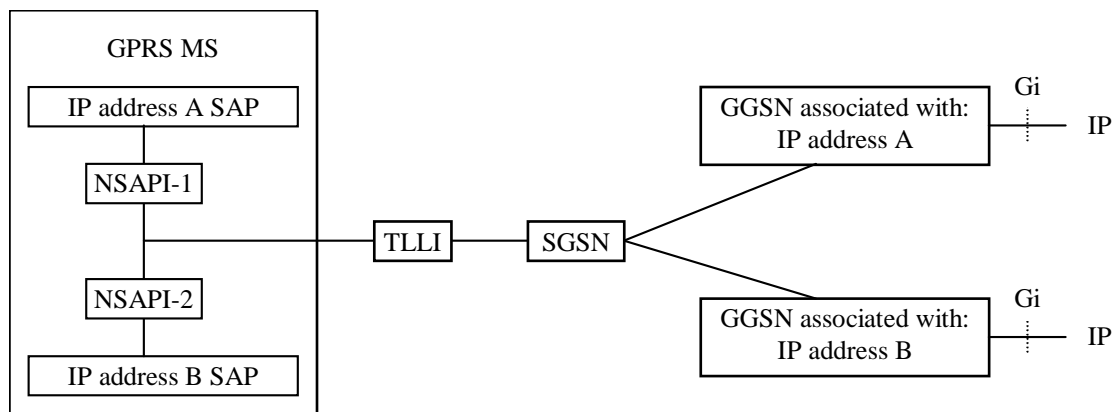 GPRS MS
IP address A SAP
NSAPI-1
NSAPI-2
IP address B SAP
TLLI
SGSN
GGSN associated with:
IP address A
Gi
IP
GGSN associated with:
IP address B
Gi
IP